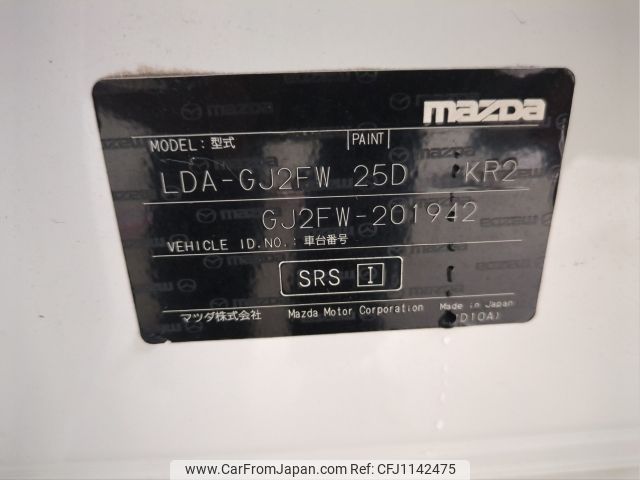 mazda
MODEL: 型式 PAINT
LDA-GJ2FW 25D KR2
GJ2FW-201942
VEHICLE ID.NO.: 車台番号
SRS I
マツダ株式会社 Mazda Motor Corporation Made in Japan
D10A)
www.CarFromJapan.com - CFJ1142475